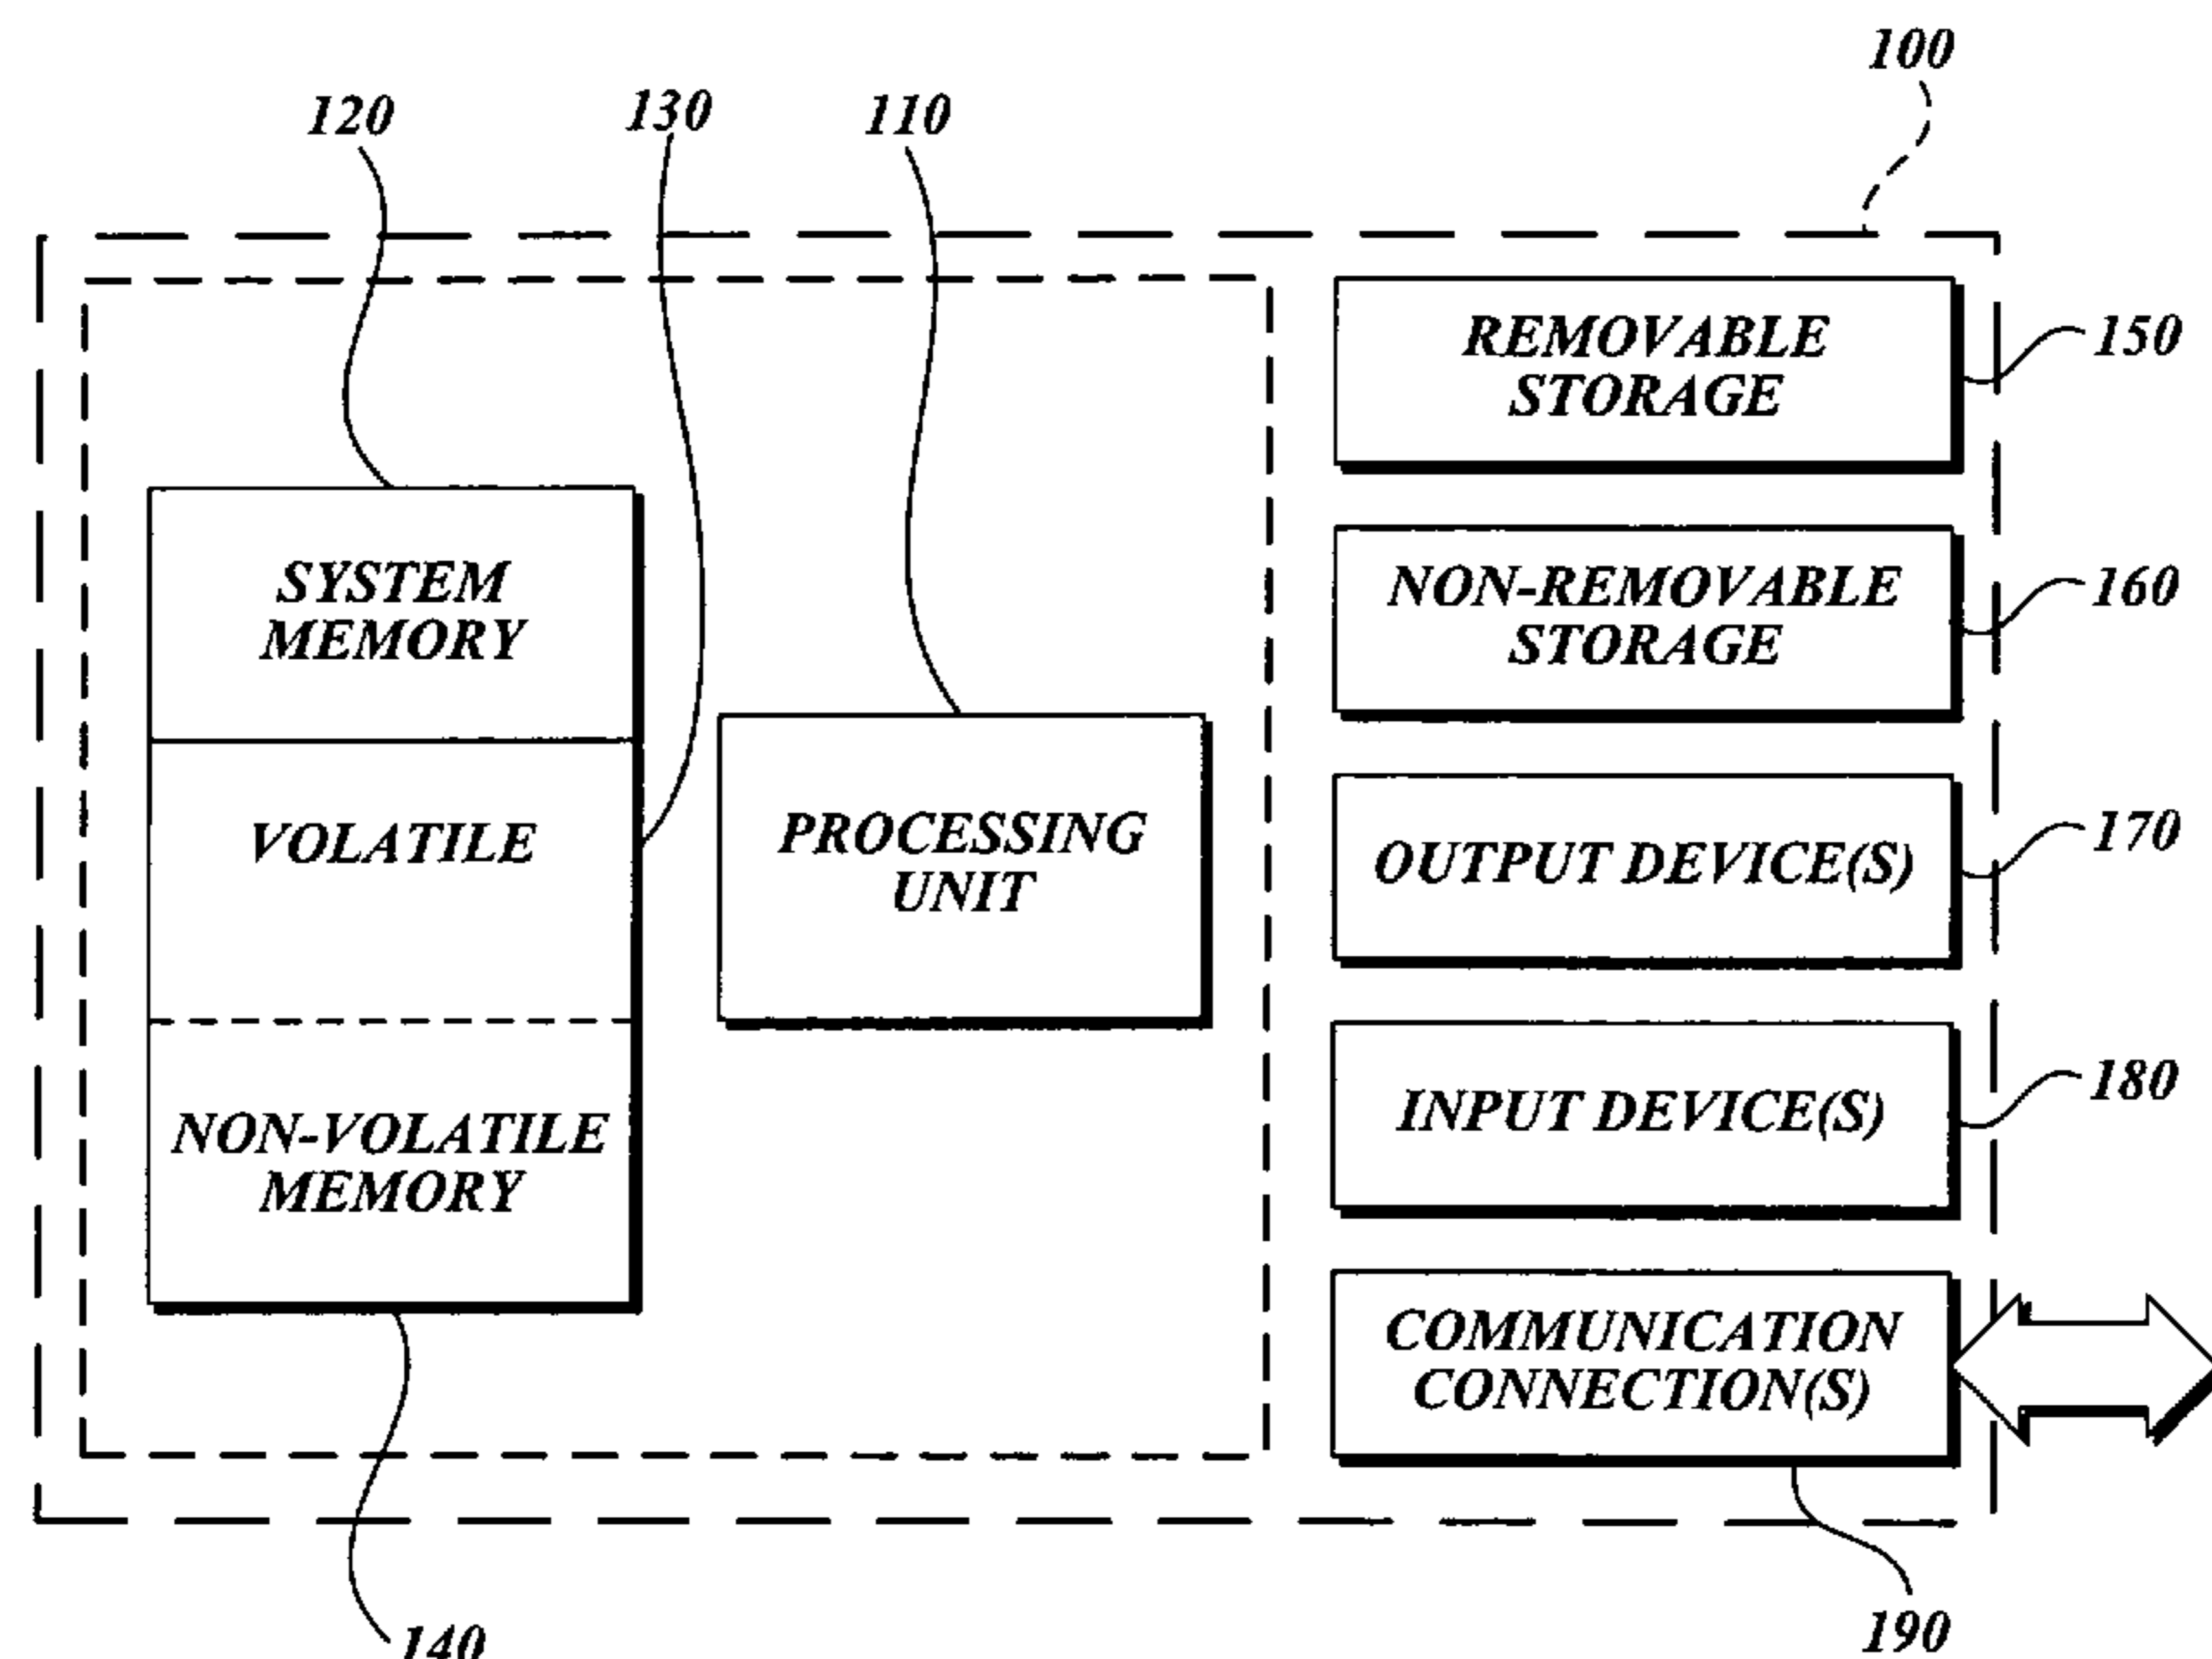 100
120
130
110
REMOVABLE
STORAGE
150
SYSTEM
MEMORY
NON-REMOVABLE
STORAGE
160
VOLATILE
PROCESSING
UNIT
OUTPUT DEVICE(S)
170
NON-VOLATILE
MEMORY
INPUT DEVICE(S)
180
COMMUNICATION
CONNECTION(S)
140
190